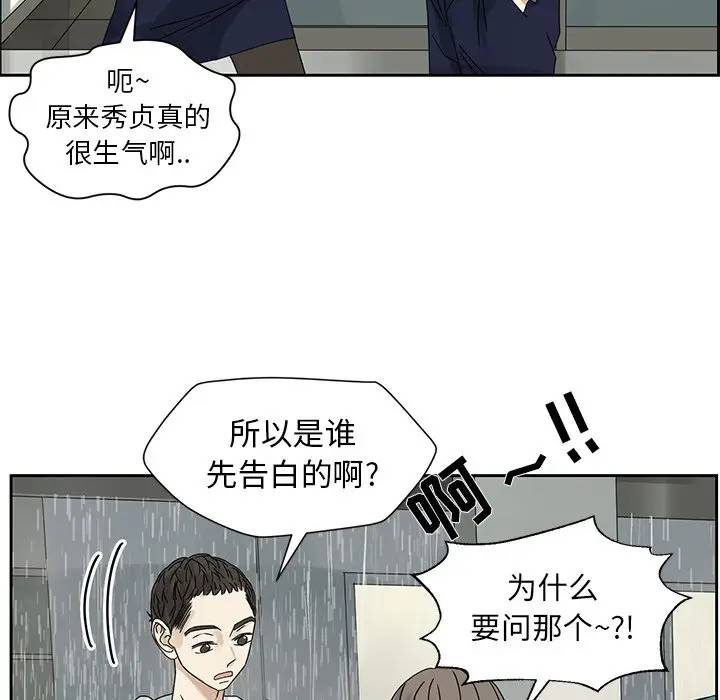 呃~
原来秀贞真的
很生气啊..
所以是谁
先告白的啊?
啊~!!
为什么
要问那个~?!